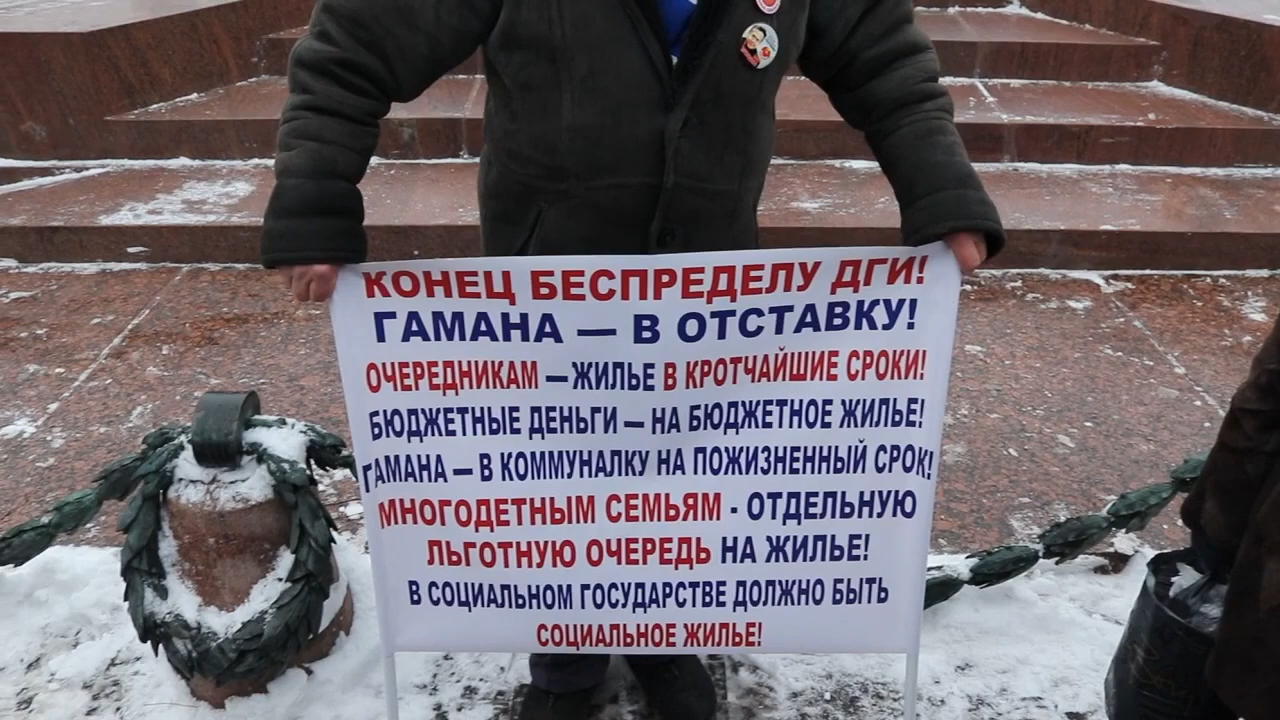 КОНЕЦ БЕСПРЕДЕЛУ ДГИ!
ГАМАНА — В ОТСТАВКУ!
ОЧЕРЕДНИКАМ — ЖИЛЬЕ В КРОТЧАЙШИЕ СРОКИ!
БЮДЖЕТНЫЕ ДЕНЬГИ — НА БЮДЖЕТНОЕ ЖИЛЬЕ!
ГАМАНА — В КОММУНАЛКУ НА ПОЖИЗНЕННЫЙ СРОК!
МНОГОДЕТНЫМ СЕМЬЯМ - ОТДЕЛЬНУЮ
ЛЬГОТНУЮ ОЧЕРЕДЬ НА ЖИЛЬЕ!
В СОЦИАЛЬНОМ ГОСУДАРСТВЕ ДОЛЖНО БЫТЬ
СОЦИАЛЬНОЕ ЖИЛЬЕ!